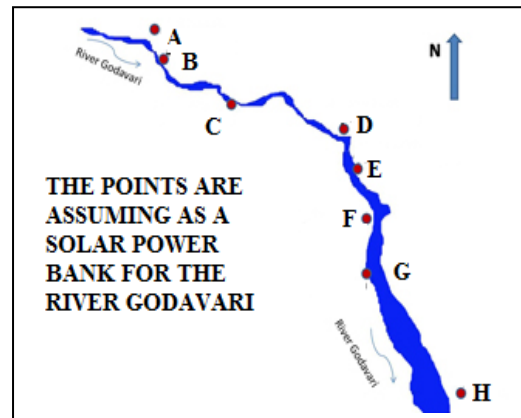 A
N
River Godavari
B
C
D
E
THE POINTS ARE
ASSUMING AS A
SOLAR POWER
BANK FOR THE
RIVER GODAVARI
F
G
River Godavari
H